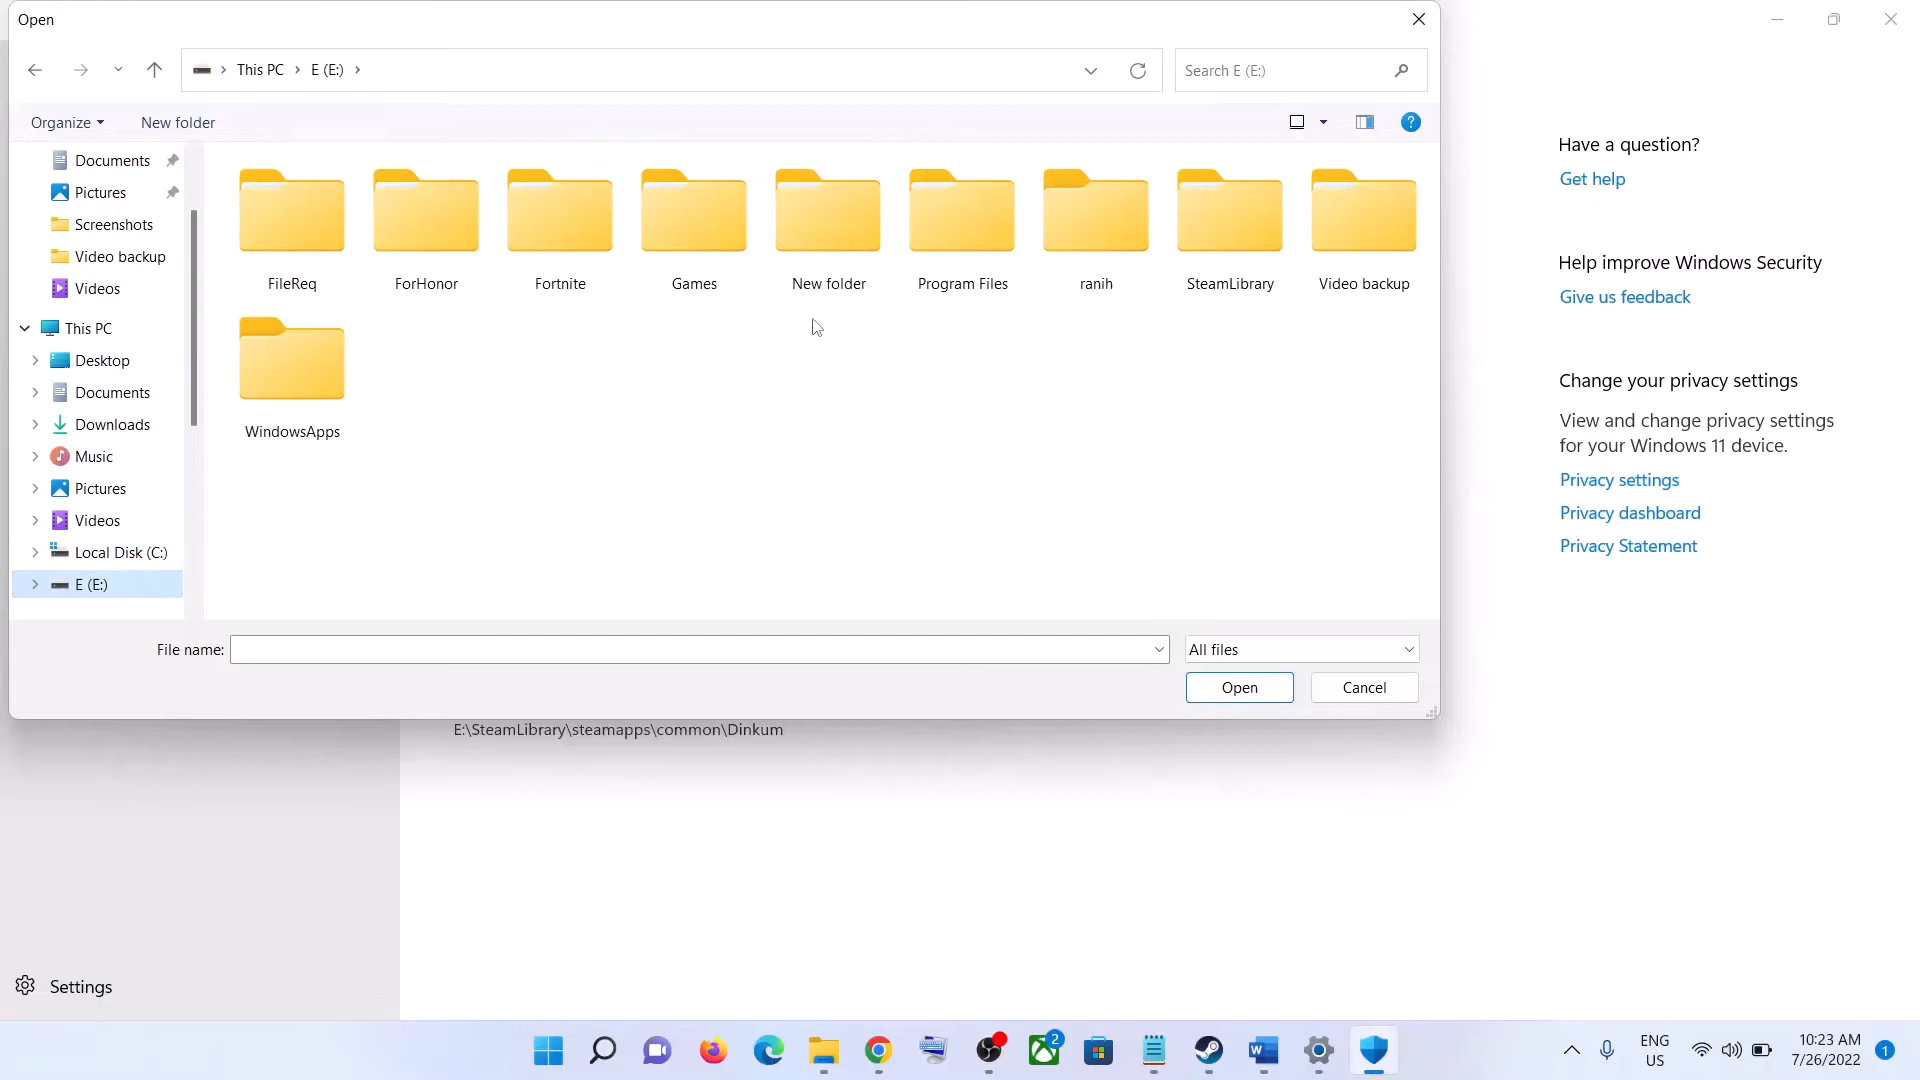 Open
This PC
E (E:)
Search E (E:)
Organize
New folder
Documents
Pictures
Screenshots
Video backup
Videos
This PC
Desktop
Documents
Downloads
Music
Pictures
Videos
Local Disk (C:)
E (E:)
FileReq
ForHonor
Fortnite
Games
New folder
Program Files
ranih
SteamLibrary
Video backup
WindowsApps
File name:
All files
Open
Cancel
E:\SteamLibrary\steamapps\common\Dinkum
Have a question?
Get help
Help improve Windows Security
Give us feedback
Change your privacy settings
View and change privacy settings
for your Windows 11 device.
Privacy settings
Privacy dashboard
Privacy Statement
Settings
2
ENG
US
10:23 AM
7/26/2022
1